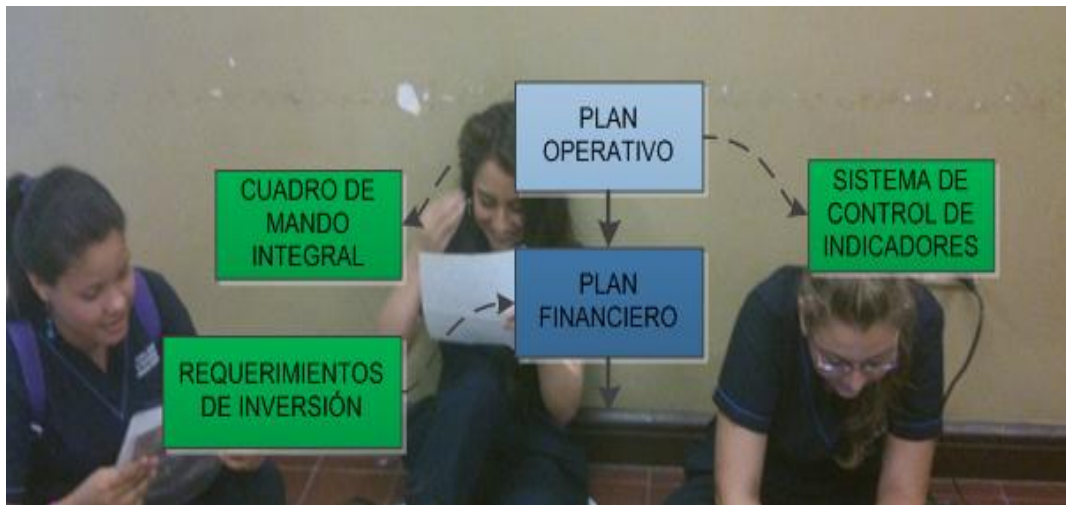 PLAN
OPERATIVO
CUADRO DE
MANDO
INTEGRAL
SISTEMA DE
CONTROL DE
INDICADORES
PLAN
FINANCIERO
REQUERIMIENTOS
DE INVERSIÓN